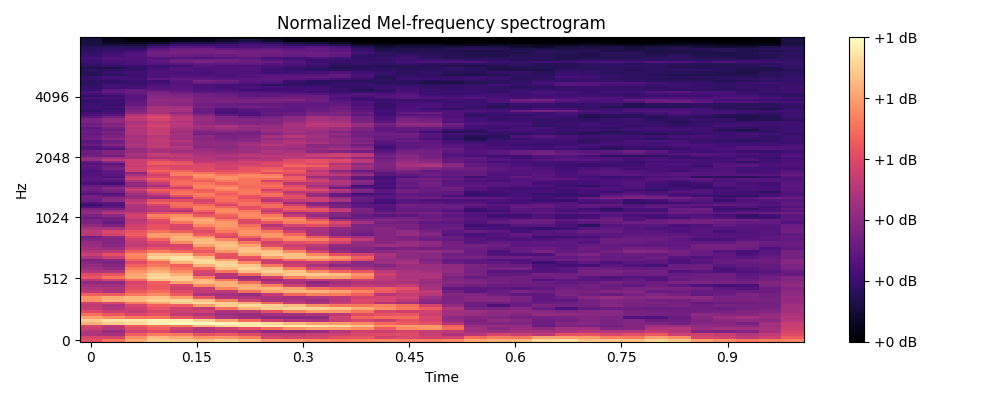 Normalized Mel-frequency spectrogram
Hz
4096
2048
1024
512
0
0 0.15 0.3 0.45 0.6 0.75 0.9
Time
+1 dB
+1 dB
+1 dB
+0 dB
+0 dB
+0 dB